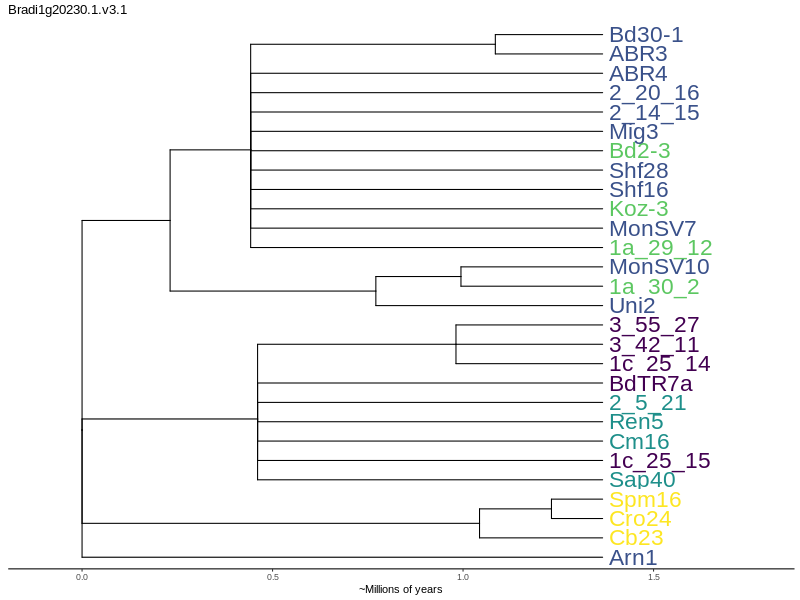 Bradi1g20230.1.v3.1
Bd30-1
ABR3
ABR4
2_20_16
2_14_15
Mig3
Bd2-3
Shf28
Shf16
Koz-3
MonSV7
1a_29_12
MonSV10
1a_30_2
Uni2
3_55_27
3_42_11
1c_25_14
BdTR7a
2_5_21
Ren5
Cm16
1c_25_15
Sap40
Spm16
Cro24
Cb23
Arn1
0.0 0.5 1.0 1.5
~Millions of years